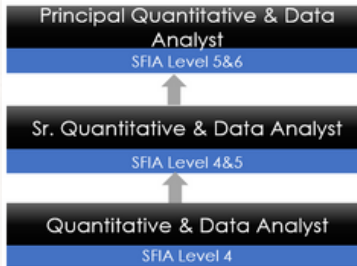 Principal Quantitative & Data
Analyst
SFIA Level 5&6
Sr. Quantitative & Data Analyst
SFIA Level 4&5
Quantitative & Data Analyst
SFIA Level 4